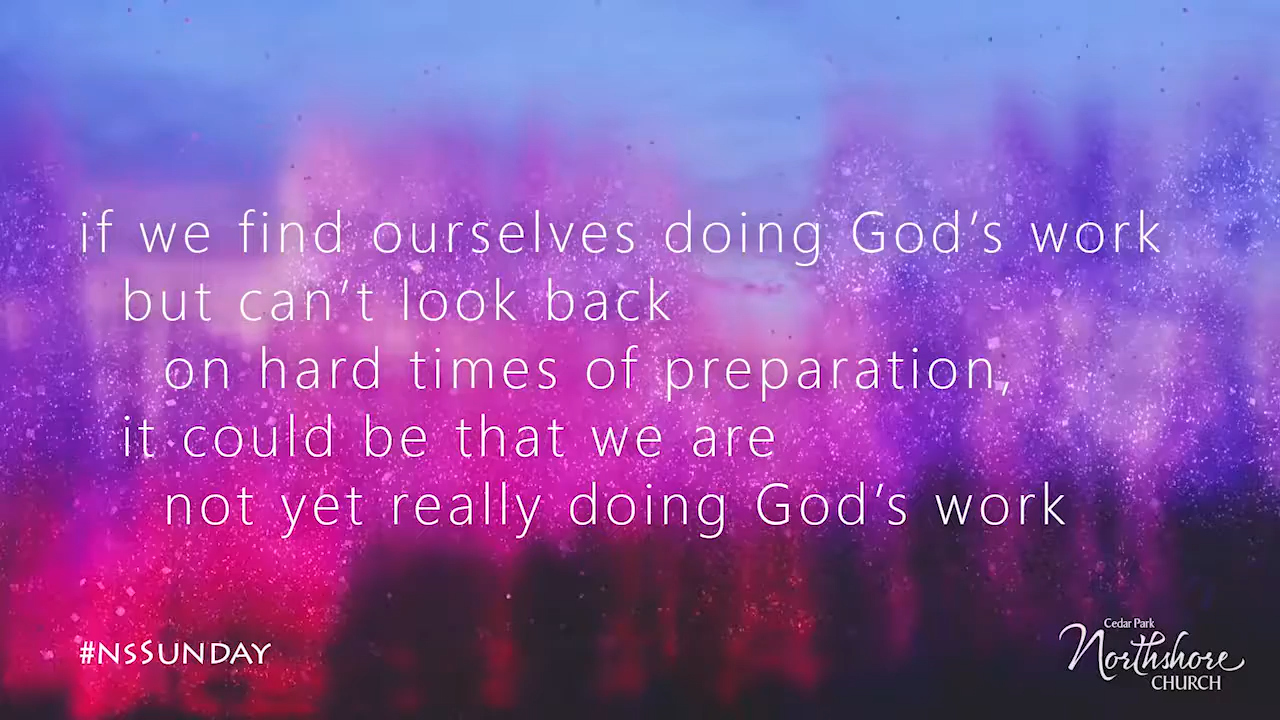 if we find ourselves doing God’s work
but can’t look back
on hard times of preparation,
it could be that we are
not yet really doing God’s work
#NSSUNDAY
Cedar Park
Northshore
CHURCH